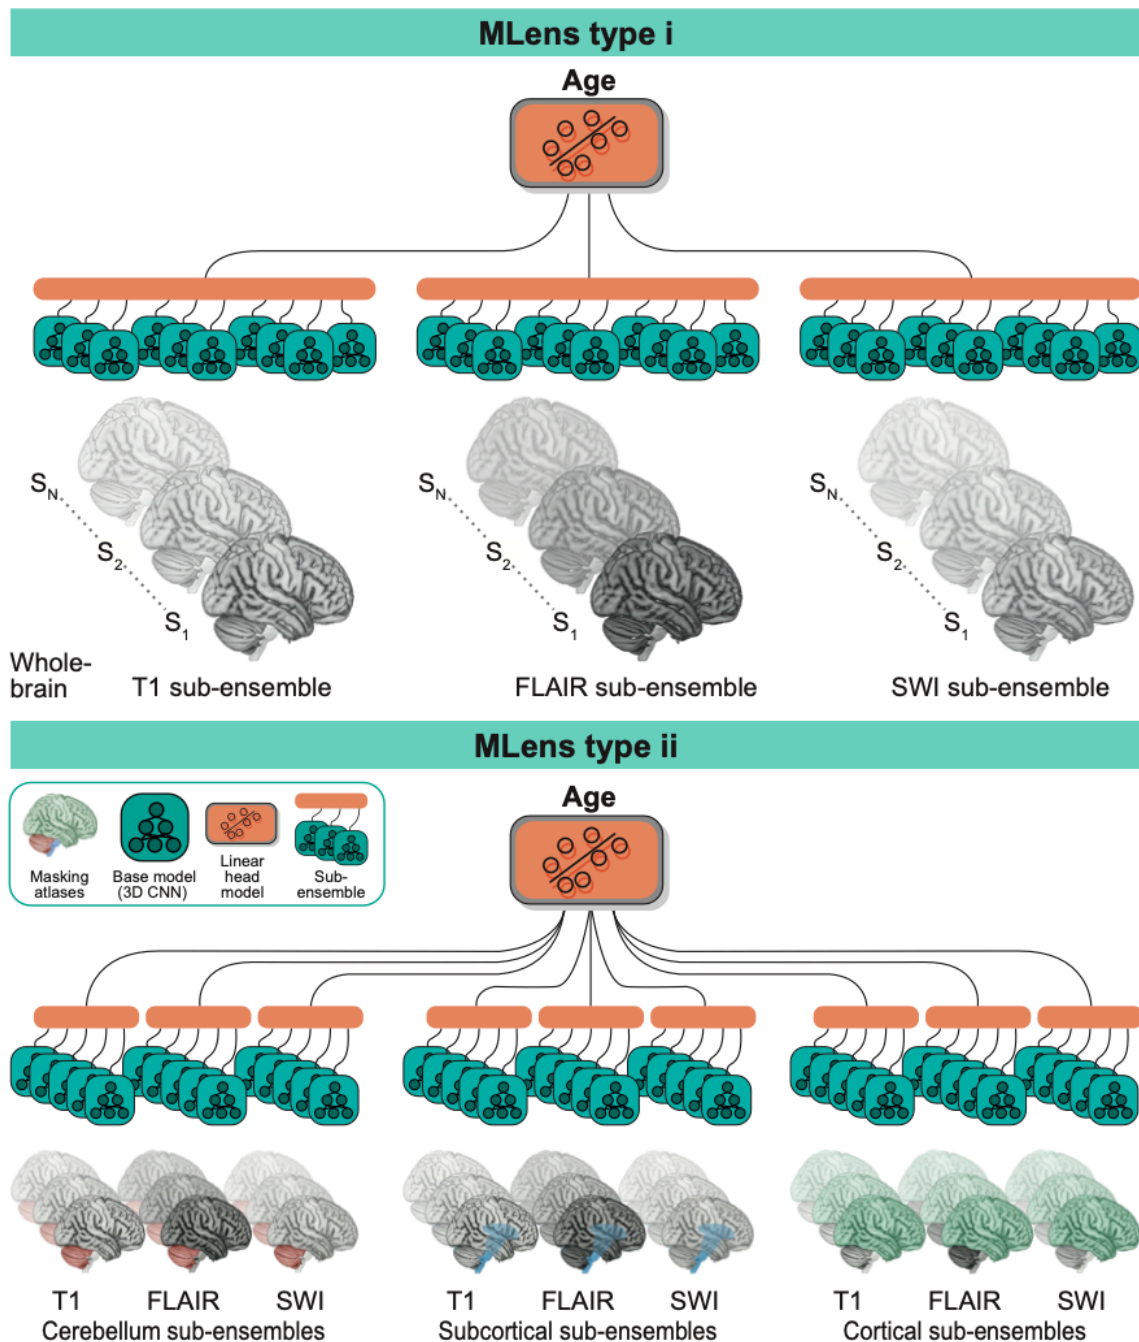 MLens type i
Age
S_N
S_2
S_1
S_N
S_2
S_1
S_N
S_2
S_1
Whole-
brain
T1 sub-ensemble
FLAIR sub-ensemble
SWI sub-ensemble
MLens type ii
Masking
atlases
Base model
(3D CNN)
Linear
head
model
Sub-
ensemble
Age
T1 FLAIR SWI
Cerebellum sub-ensembles
T1 FLAIR SWI
Subcortical sub-ensembles
T1 FLAIR SWI
Cortical sub-ensembles